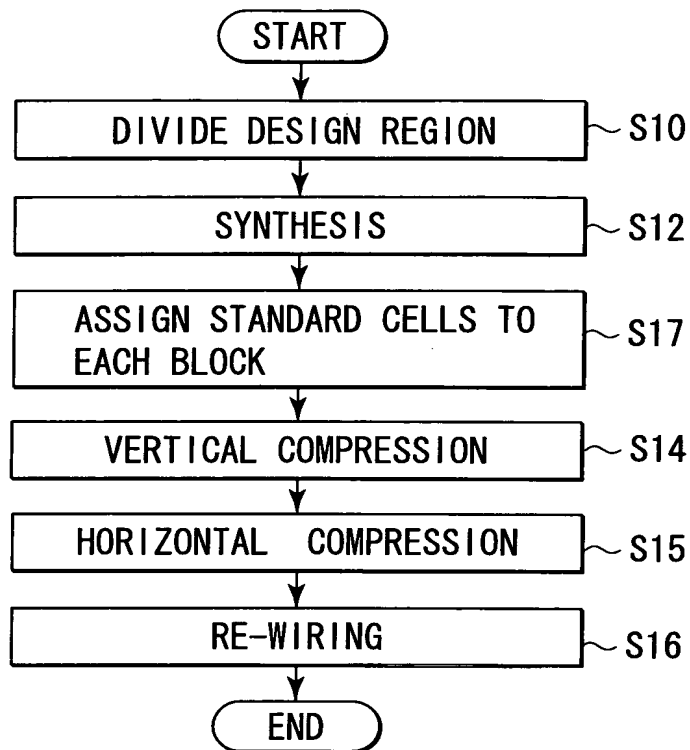 START
DIVIDE DESIGN REGION
S10
SYNTHESIS
S12
ASSIGN STANDARD CELLS TO
EACH BLOCK
S17
VERTICAL COMPRESSION
S14
HORIZONTAL COMPRESSION
S15
RE-WIRING
S16
END